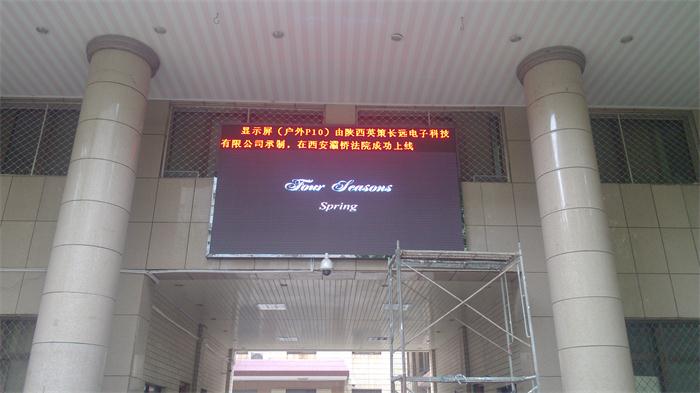 显示屏（户外P10）由陕西英策长远电子科技
有限公司承制，在西安灞桥法院成功上线
Four Seasons
Spring